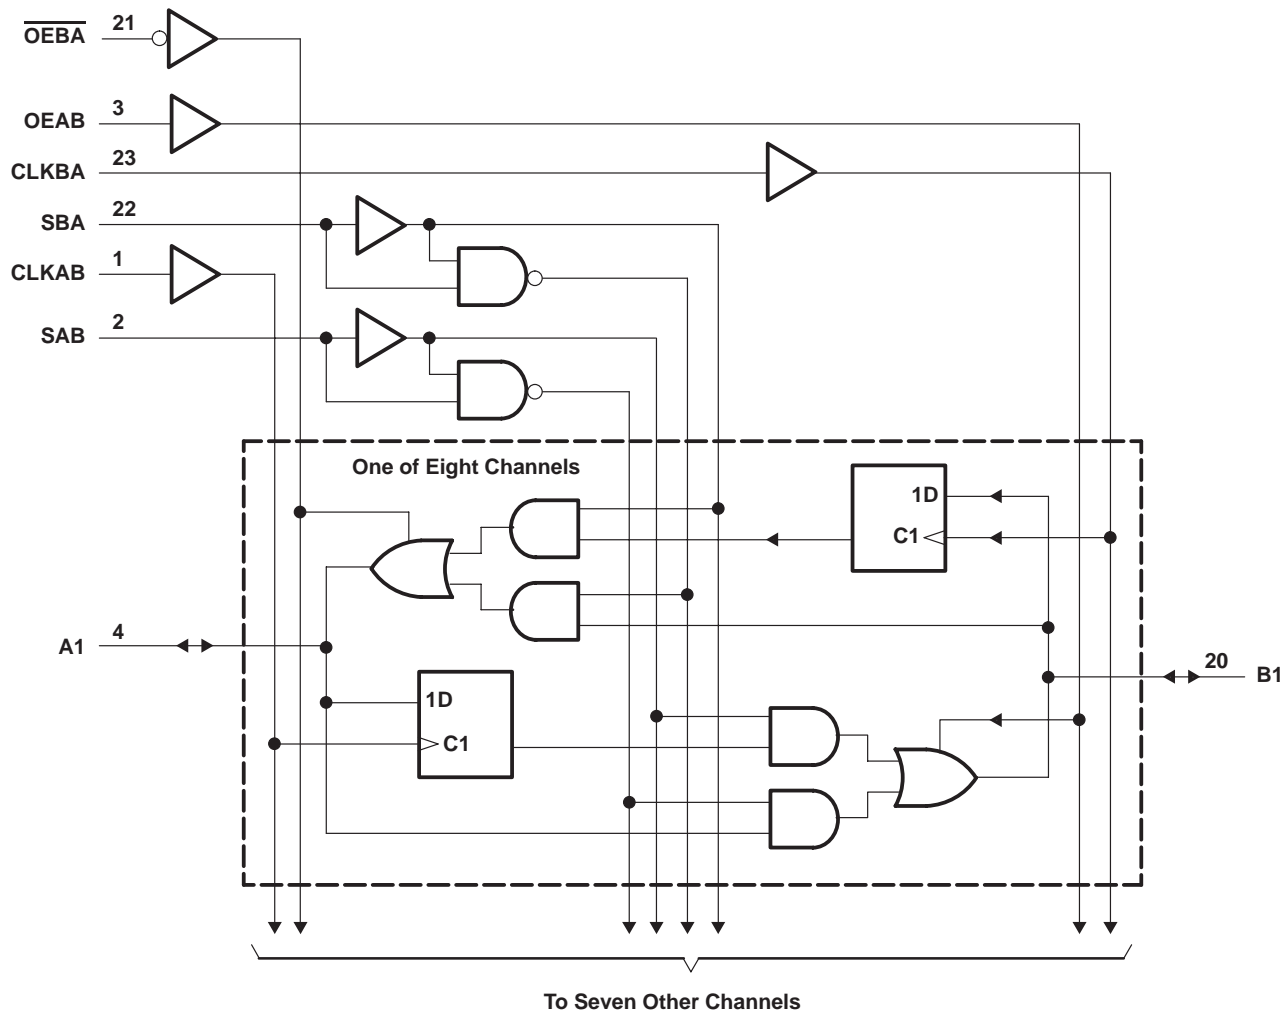 OEBA 21
OEAB 3
CLKBA 23
SBA 22
CLKAB 1
SAB 2
One of Eight Channels
1D
C1
A1 4
1D
C1
20 B1
To Seven Other Channels